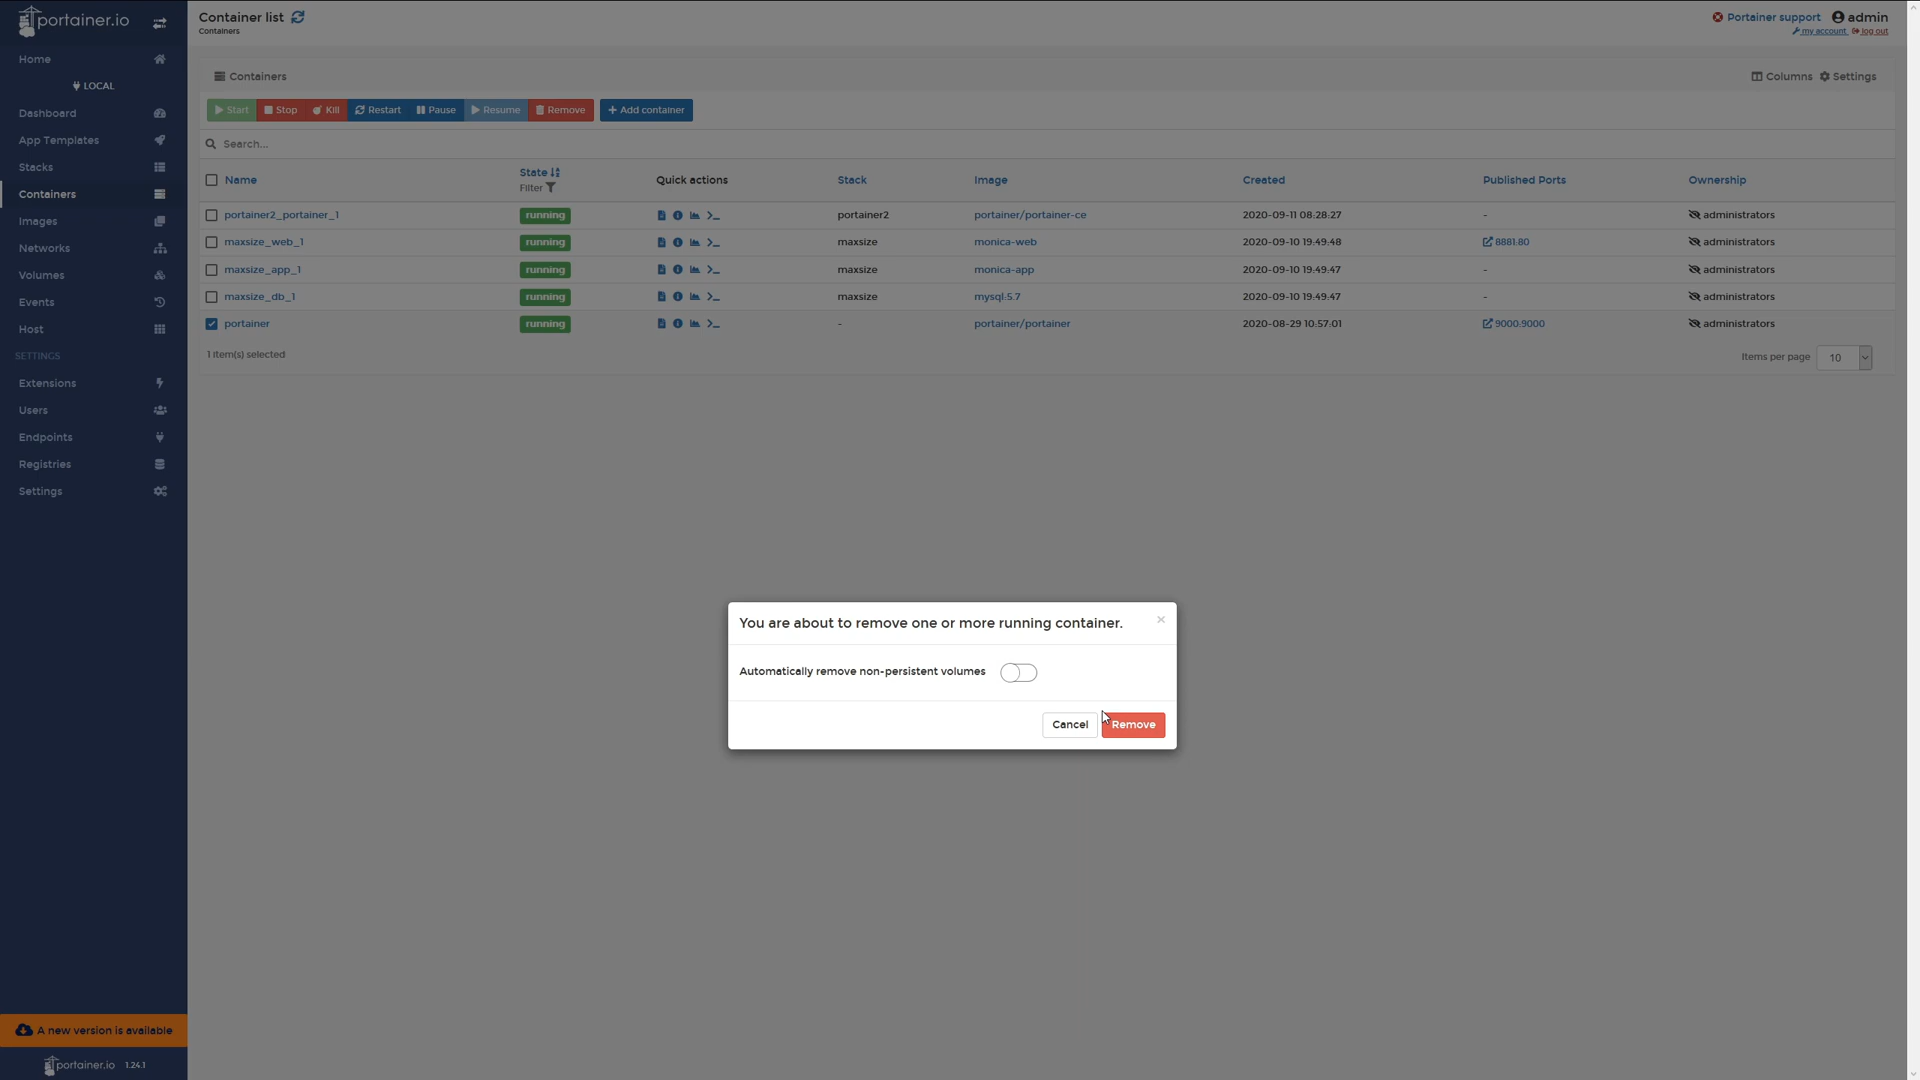 portainer.io
Container list
Containers
Portainer support
admin
my account
log out
Home
LOCAL
Dashboard
App Templates
Stacks
Containers
Images
Networks
Volumes
Events
Host
SETTINGS
Extensions
Users
Endpoints
Registries
Settings
A new version is available
portainer.io 1.24.1
Containers
Columns
Settings
Start Stop Kill Restart Pause Resume Remove + Add container
Search...
Name State Quick actions Stack Image Created Published Ports Ownership
Filter
portainer2_portainer_1 running >_ portainer2 portainer/portainer-ce 2020-09-11 08:28:27 - administrators
maxsize_web_1 running >_ maxsize monica-web 2020-09-10 19:49:48 8881:80 administrators
maxsize_app_1 running >_ maxsize monica-app 2020-09-10 19:49:47 - administrators
maxsize_db_1 running >_ maxsize mysql:5.7 2020-09-10 19:49:47 - administrators
portainer running >_ - portainer/portainer 2020-08-29 10:57:01 9000:9000 administrators
1 item(s) selected
Items per page 10
You are about to remove one or more running container.
×
Automatically remove non-persistent volumes
Cancel
Remove